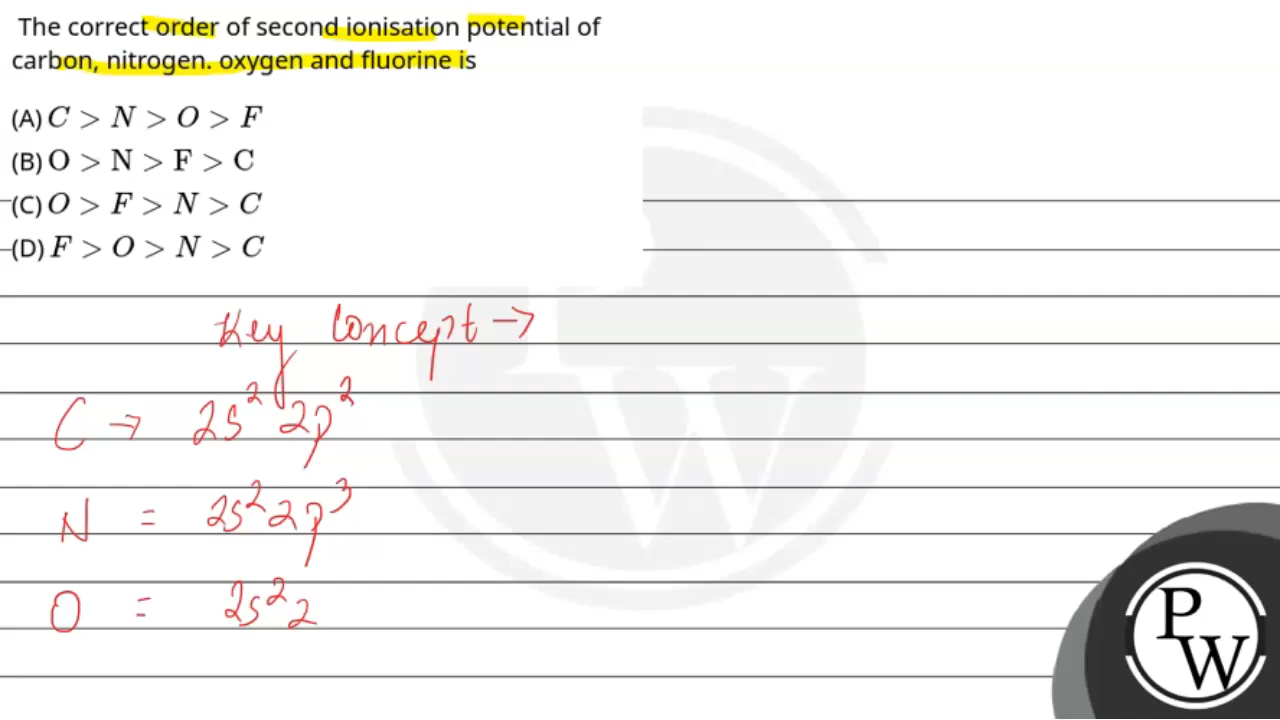 The correct order of second ionisation potential of
carbon, nitrogen. oxygen and fluorine is
(A) C > N > O > F
(B) O > N > F > C
(C) O > F > N > C
(D) F > O > N > C
Key Concept →
C → 2s² 2p²
N = 2s² 2p³
O = 2s² 2
P
W